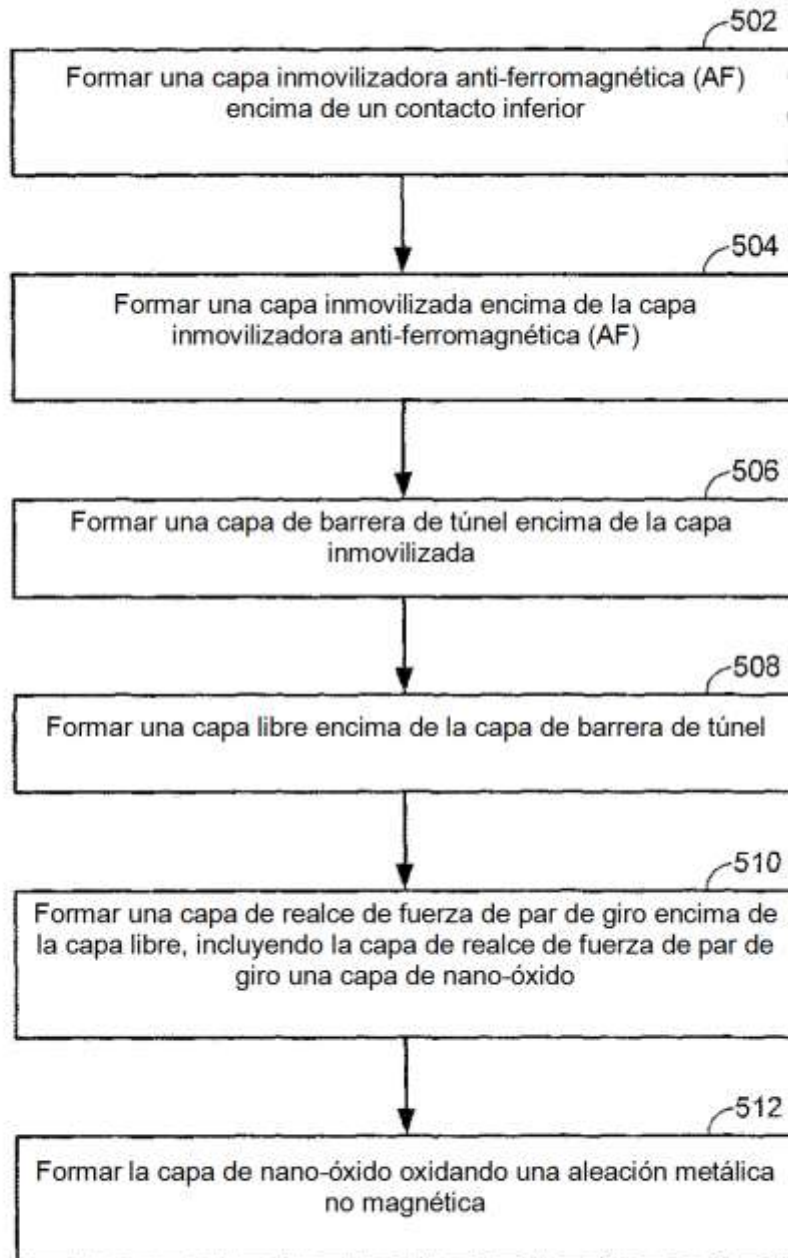 502
Formar una capa inmovilizadora anti-ferromagnética (AF)
encima de un contacto inferior
504
Formar una capa inmovilizada encima de la capa
inmovilizadora anti-ferromagnética (AF)
506
Formar una capa de barrera de túnel encima de la capa
inmovilizada
508
Formar una capa libre encima de la capa de barrera de túnel
510
Formar una capa de realce de fuerza de par de giro encima de
la capa libre, incluyendo la capa de realce de fuerza de par de
giro una capa de nano-óxido
512
Formar la capa de nano-óxido oxidando una aleación metálica
no magnética